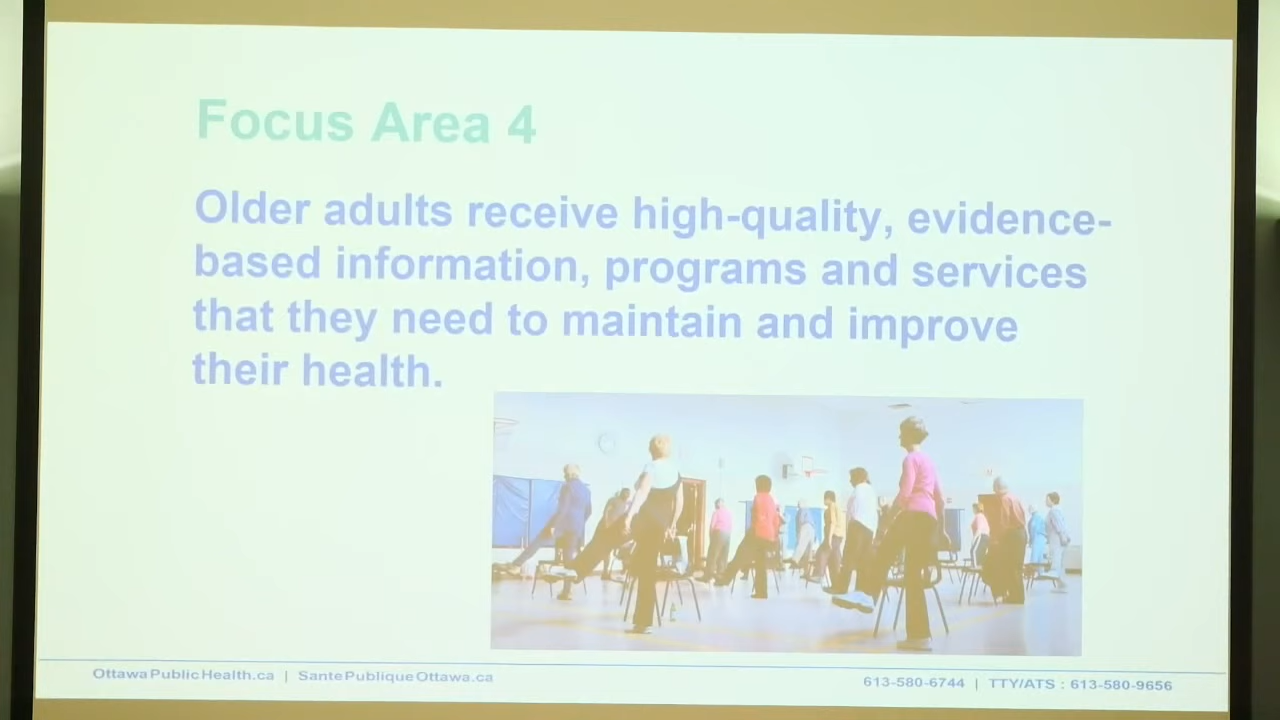 Focus Area 4
Older adults receive high-quality, evidence-
based information, programs and services
that they need to maintain and improve
their health.
OttawaPublicHealth.ca | SantePubliqueOttawa.ca
613-580-6744 | TTY/ATS : 613-580-9656